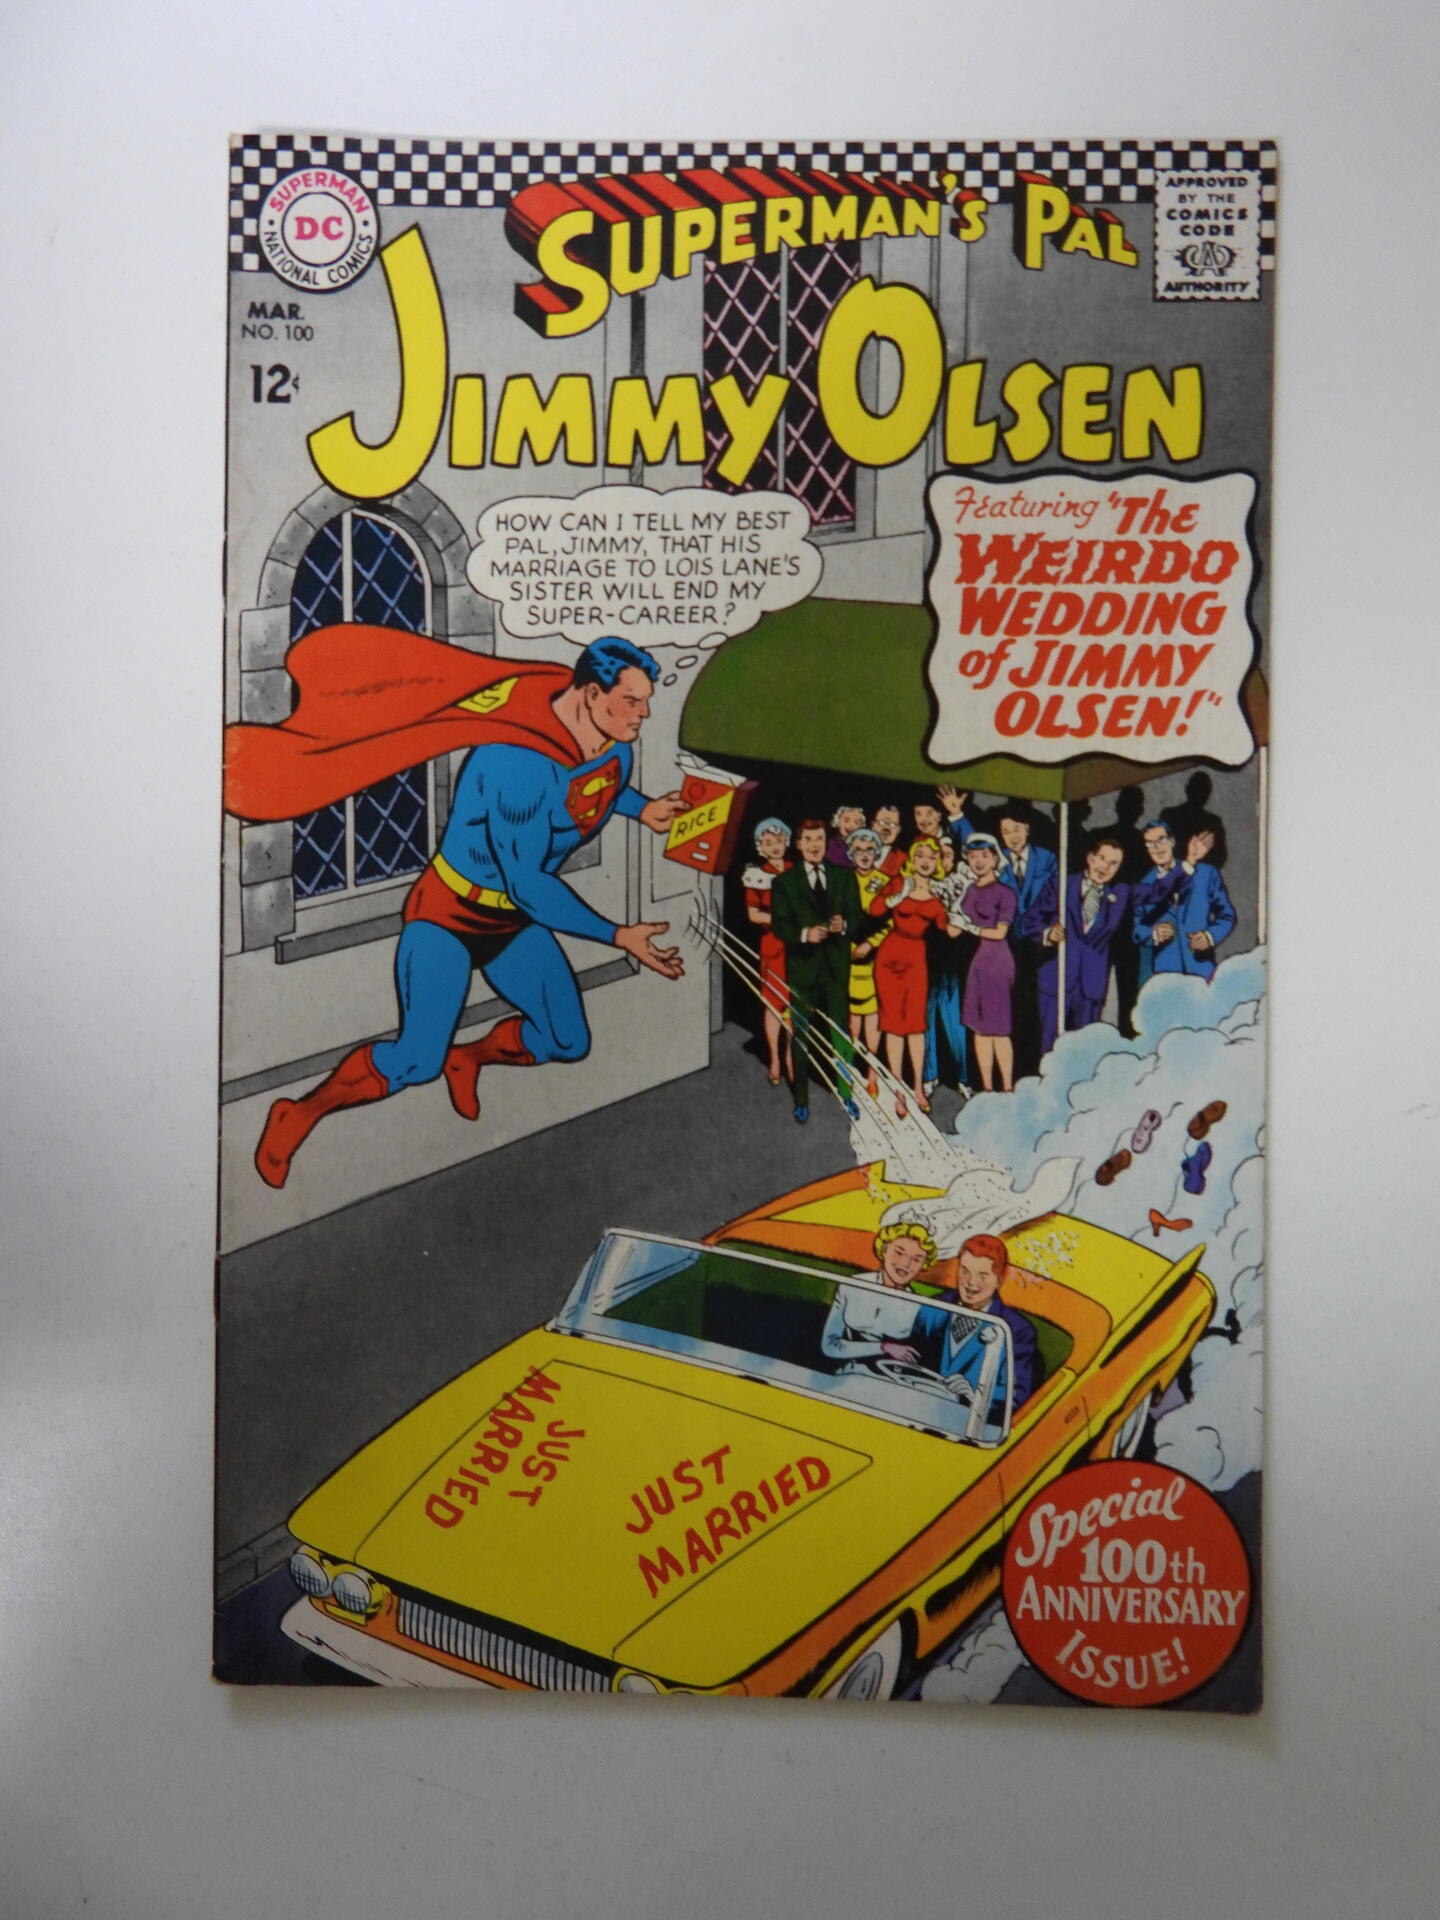 SUPERMAN
DC
NATIONAL COMICS
SUPERMAN'S PAL
JIMMY OLSEN
APPROVED
BY THE
COMICS
CODE
CA
AUTHORITY
MAR.
NO. 100
12¢
HOW CAN I TELL MY BEST
PAL, JIMMY, THAT HIS
MARRIAGE TO LOIS LANE'S
SISTER WILL END MY
SUPER-CAREER?
Featuring "The
WEIRDO
WEDDING
of JIMMY
OLSEN!"
S
RICE
JUST
MARRIED
JUST
MARRIED
Special
100th
ANNIVERSARY
ISSUE!